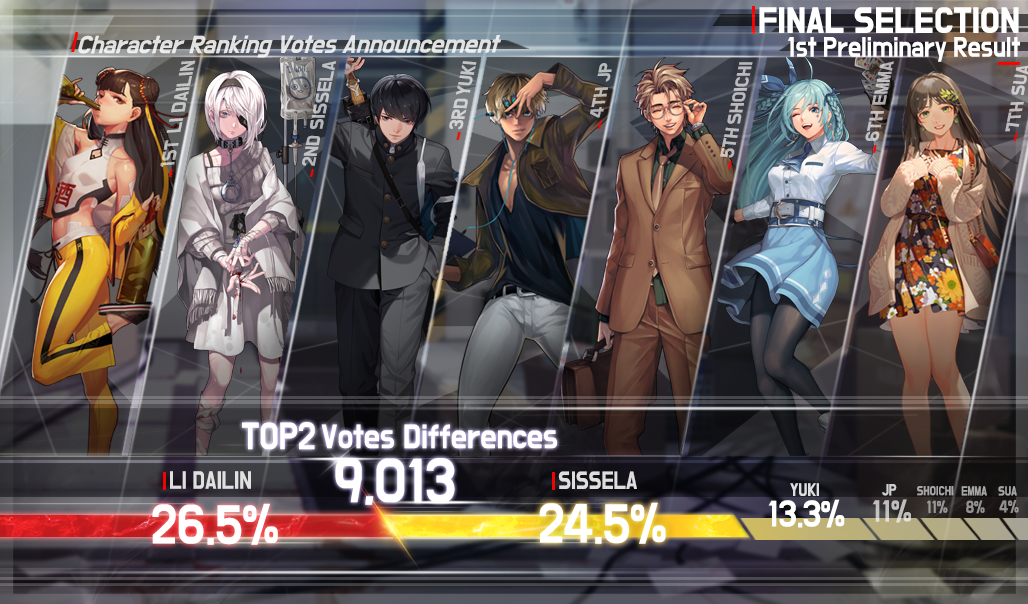 FINAL SELECTION
1st Preliminary Result
Character Ranking Votes Announcement
1ST LI DAILIN
2ND SISSELA
3RD YUKI
4TH JP
5TH SHOICHI
6TH EMMA
7TH SUA
酒
TOP2 Votes Differences
9,013
LI DAILIN
26.5%
SISSELA
24.5%
YUKI
13.3%
JP
11%
SHOICHI
11%
EMMA
8%
SUA
4%